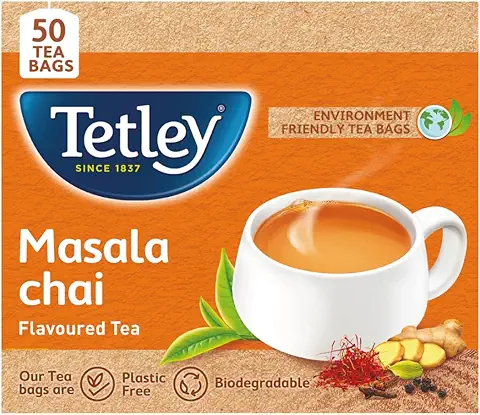 50
TEA
BAGS
Tetley®
SINCE 1837
ENVIRONMENT
FRIENDLY TEA BAGS
Masala
chai
Flavoured Tea
Our Tea
bags are
Plastic
Free
Biodegradable